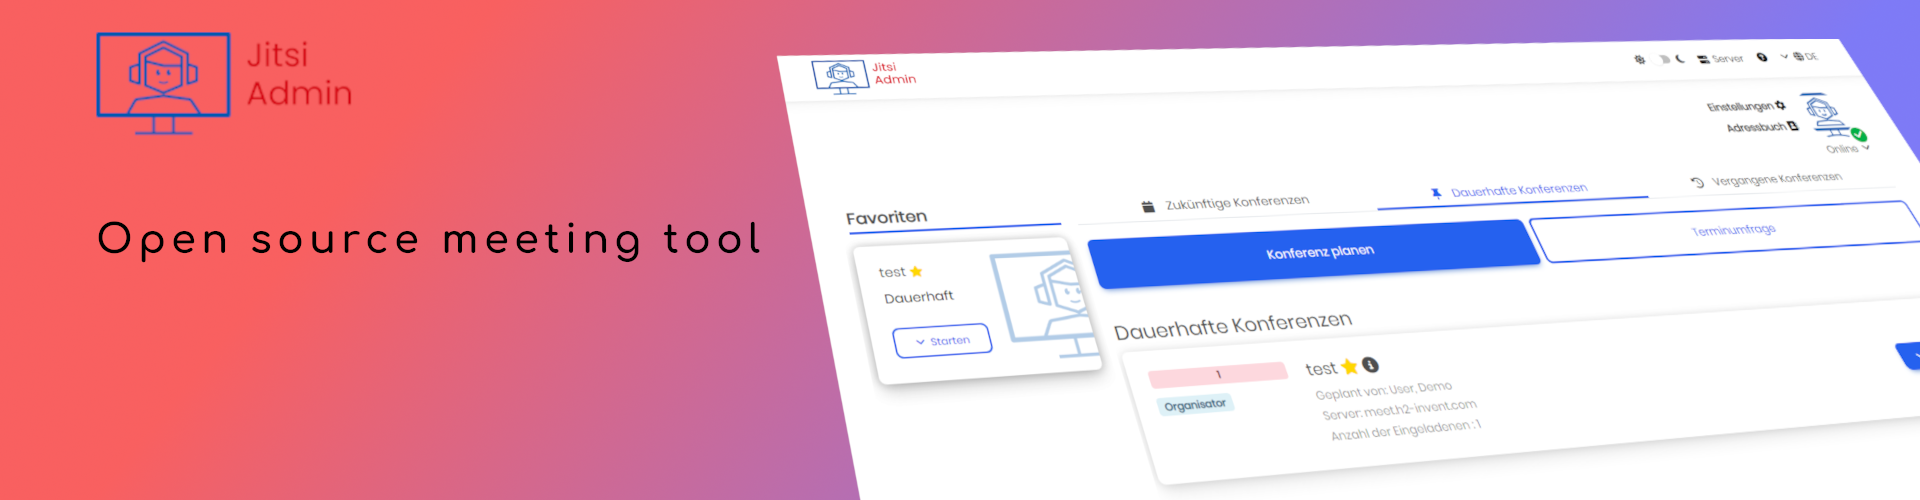 Jitsi
Admin
Open source meeting tool
Jitsi
Admin
Server
DE
Einstellungen
Adressbuch
Online
Favoriten
Zukünftige Konferenzen
Dauerhafte Konferenzen
Vergangene Konferenzen
test
Dauerhaft
Starten
Konferenz planen
Terminumfrage
Dauerhafte Konferenzen
1
Organisator
test
Geplant von: User, Demo
Server: meet.h2-invent.com
Anzahl der Eingeladenen : 1